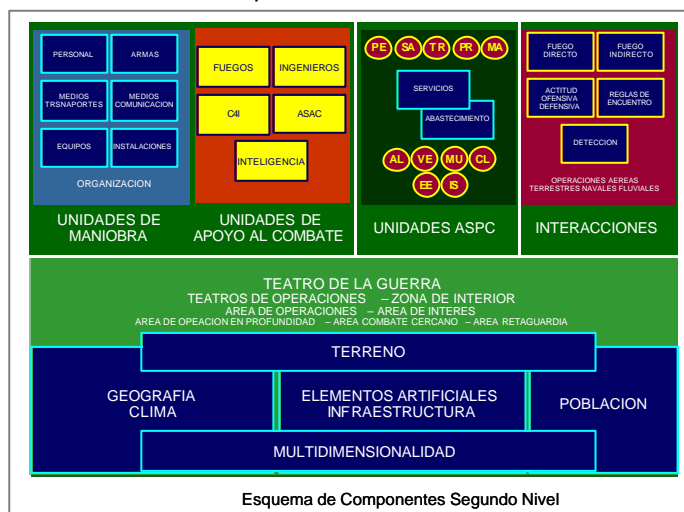 PERSONAL
ARMAS
MEDIOS
TRSNAPORTES
MEDIOS
COMUNICACION
EQUIPOS
INSTALACIONES
ORGANIZACION
UNIDADES DE
MANIOBRA
FUEGOS
INGENIEROS
C4I
ASAC
INTELIGENCIA
UNIDADES DE
APOYO AL COMBATE
PE SA TR PR MA
SERVICIOS
ABASTECIMIENTO
AL VE MU CL
EE IS
UNIDADES ASPC
FUEGO
DIRECTO
FUEGO
INDIRECTO
ACTITUD
OFENSIVA
DEFENSIVA
REGLAS DE
ENCUENTRO
DETECCION
OPERACIONES AEREAS
TERRESTRES NAVALES FLUVIALES
INTERACCIONES
TEATRO DE LA GUERRA
TEATROS DE OPERACIONES – ZONA DE INTERIOR
AREA DE OPERACIONES – AREA DE INTERES
AREA DE OPEACION EN PROFUNDIDAD – AREA COMBATE CERCANO – AREA RETAGUARDIA
TERRENO
GEOGRAFIA
CLIMA
ELEMENTOS ARTIFICIALES
INFRAESTRUCTURA
POBLACION
MULTIDIMENSIONALIDAD
Esquema de Componentes Segundo Nivel